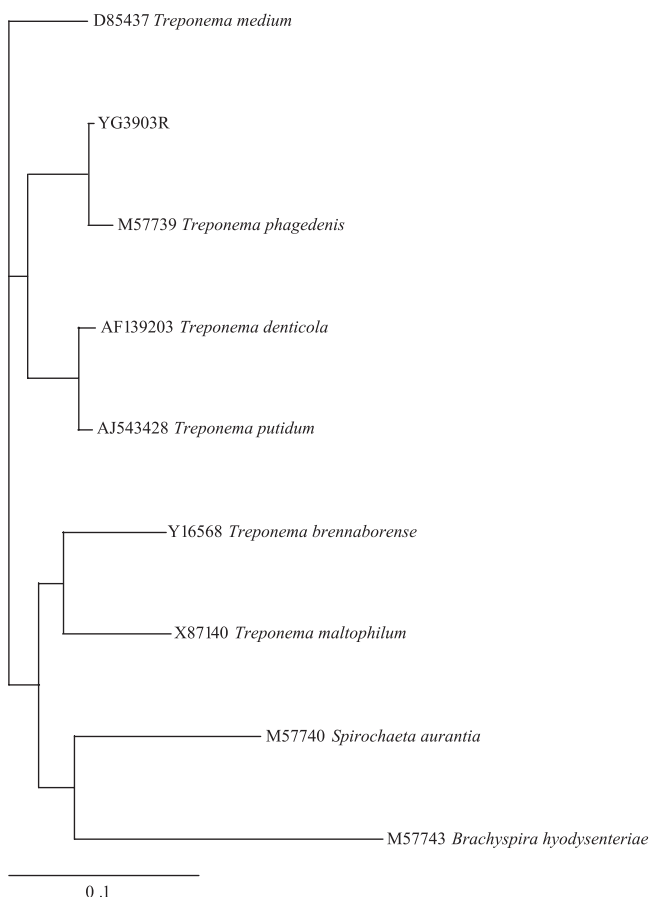 D85437 Treponema medium
YG3903R
M57739 Treponema phagedenis
AF139203 Treponema denticola
AJ543428 Treponema putidum
Y16568 Treponema brennaborense
X87140 Treponema maltophilum
M57740 Spirochaeta aurantia
M57743 Brachyspira hyodysenteriae
0.1